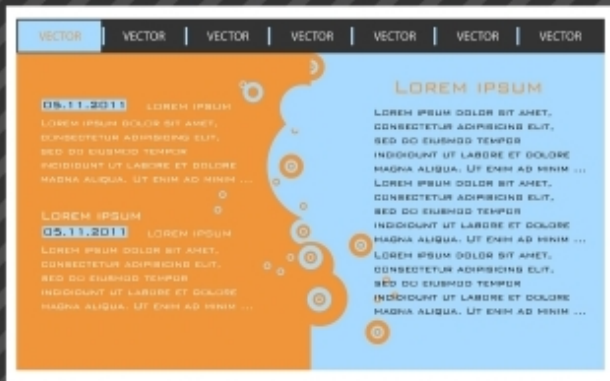 VECTOR VECTOR VECTOR VECTOR VECTOR VECTOR VECTOR
05.11.2011 LOREM IPSUM
LOREM IPSUM DOLOR SIT AMET,
CONSECTETUR ADIPISICING ELIT,
SED DO EIUSMOD TEMPOR
INCIDIDUNT UT LABORE ET DOLORE
MAGNA ALIQUA. UT ENIM AD MINIM ...
LOREM IPSUM
05.11.2011 LOREM IPSUM
LOREM IPSUM DOLOR SIT AMET,
CONSECTETUR ADIPISICING ELIT,
SED DO EIUSMOD TEMPOR
INCIDIDUNT UT LABORE ET DOLORE
MAGNA ALIQUA. UT ENIM AD MINIM ...
LOREM IPSUM
LOREM IPSUM DOLOR SIT AMET,
CONSECTETUR ADIPISICING ELIT,
SED DO EIUSMOD TEMPOR
INCIDIDUNT UT LABORE ET DOLORE
MAGNA ALIQUA. UT ENIM AD MINIM ...
LOREM IPSUM DOLOR SIT AMET,
CONSECTETUR ADIPISICING ELIT,
SED DO EIUSMOD TEMPOR
INCIDIDUNT UT LABORE ET DOLORE
MAGNA ALIQUA. UT ENIM AD MINIM ...
LOREM IPSUM DOLOR SIT AMET,
CONSECTETUR ADIPISICING ELIT,
SED DO EIUSMOD TEMPOR
INCIDIDUNT UT LABORE ET DOLORE
MAGNA ALIQUA. UT ENIM AD MINIM ...